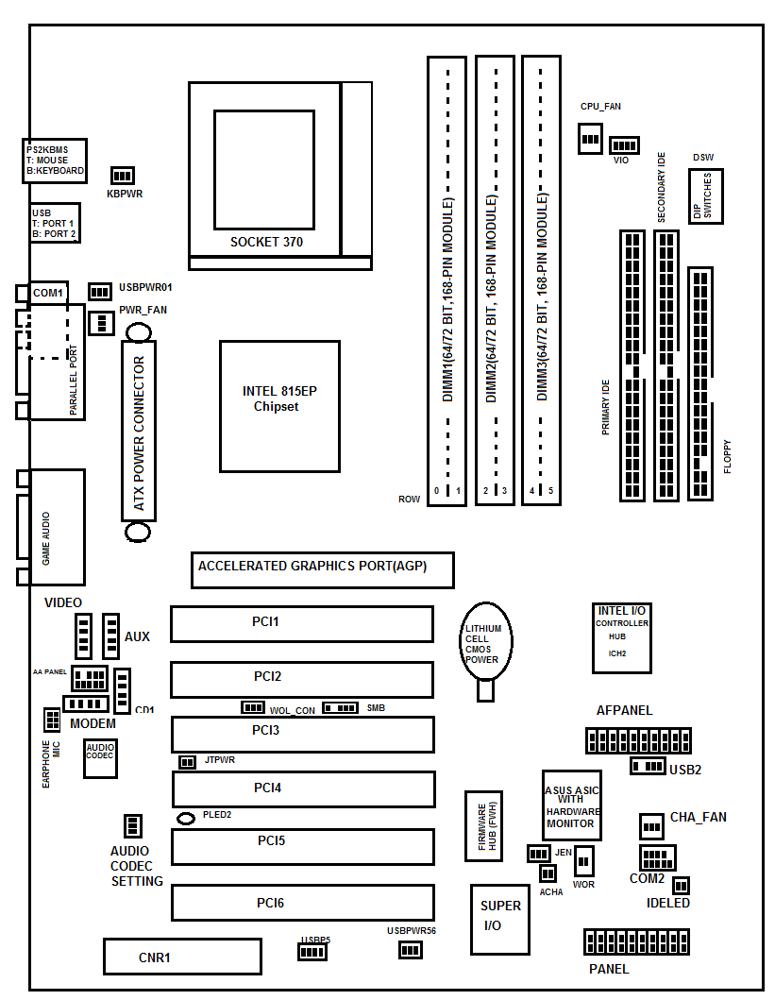 CPU_FAN
VIO
SECONDARY IDE
DSW
DIP
SWITCHES
PS2KBMS
T: MOUSE
B:KEYBOARD
KBPWR
USB
T: PORT 1
B: PORT 2
SOCKET 370
DIMM1(64/72 BIT,168-PIN MODULE)
DIMM2(64/72 BIT, 168-PIN MODULE)
DIMM3(64/72 BIT, 168-PIN MODULE)
COM1
USBPWR01
PWR_FAN
PARALLEL PORT
ATX POWER CONNECTOR
INTEL 815EP
Chipset
PRIMARY IDE
FLOPPY
ROW
0 1
2 3
4 5
GAME AUDIO
ACCELERATED GRAPHICS PORT(AGP)
VIDEO
AUX
PCI1
LITHIUM
CELL
CMOS
POWER
INTEL I/O
CONTROLLER
HUB
ICH2
AA PANEL
PCI2
CD1
MODEM
WOL_CON
SMB
AFPANEL
EARPHONE
MIC
AUDIO
CODEC
PCI3
JTPWR
USB2
PCI4
ASUS ASIC
WITH
HARDWARE
MONITOR
PLED2
FIRMWARE
HUB (FWH)
CHA_FAN
AUDIO
CODEC
SETTING
PCI5
JEN
ACHA
WOR
COM2
IDELED
PCI6
SUPER
I/O
USBP5
USBPWR56
CNR1
PANEL